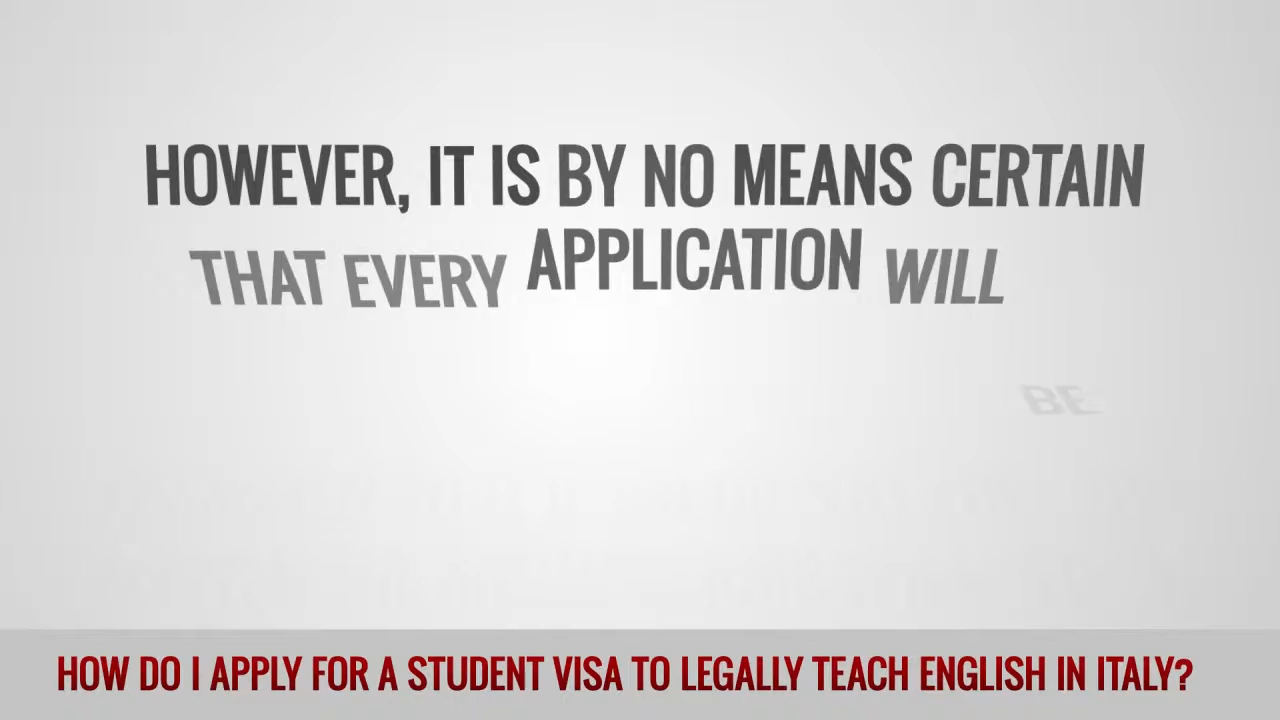 HOWEVER, IT IS BY NO MEANS CERTAIN
THAT EVERY APPLICATION WILL
BE
HOW DO I APPLY FOR A STUDENT VISA TO LEGALLY TEACH ENGLISH IN ITALY?